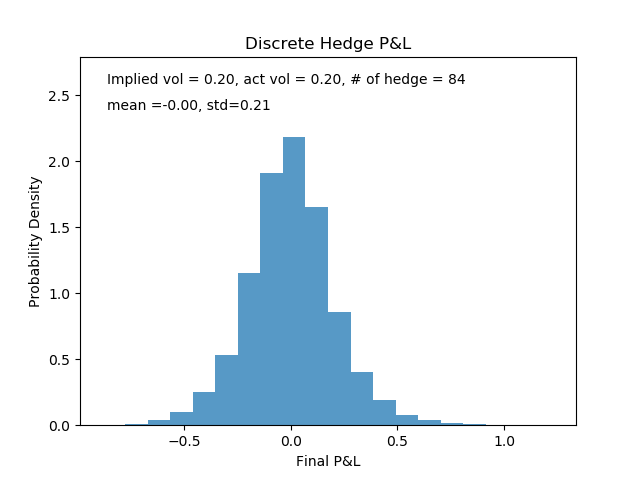 Discrete Hedge P&L
Implied vol = 0.20, act vol = 0.20, # of hedge = 84
mean =-0.00, std=0.21
2.5
2.0
1.5
1.0
0.5
0.0
Probability Density
−0.5 0.0 0.5 1.0
Final P&L